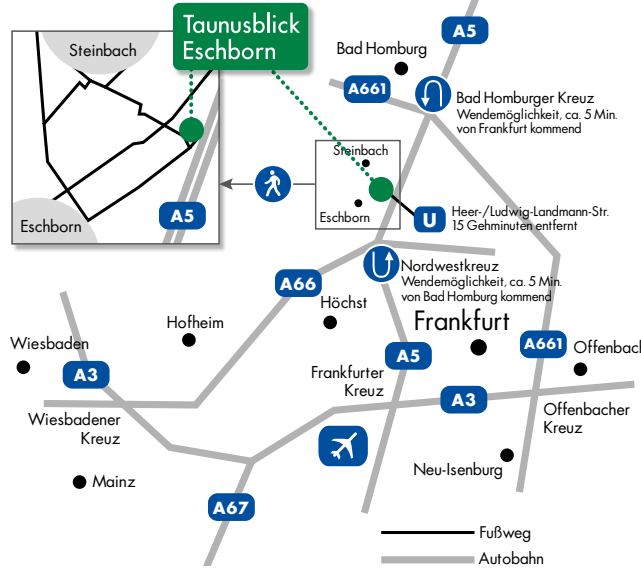 Taunusblick
Eschborn
Steinbach
A5
Eschborn
A5
Bad Homburg
A661
Bad Homburger Kreuz
Wendemöglichkeit, ca. 5 Min.
von Frankfurt kommend
Steinbach
Eschborn
U
Heer-/Ludwig-Landmann-Str.
15 Gehminuten entfernt
Nordwestkreuz
Wendemöglichkeit, ca. 5 Min.
von Bad Homburg kommend
A66
Höchst
Hofheim
Frankfurt
Wiesbaden
A3
A5
A661
Offenbach
Frankfurter
Kreuz
A3
Wiesbadener
Kreuz
Offenbacher
Kreuz
Mainz
Neu-Isenburg
A67
Fußweg
Autobahn